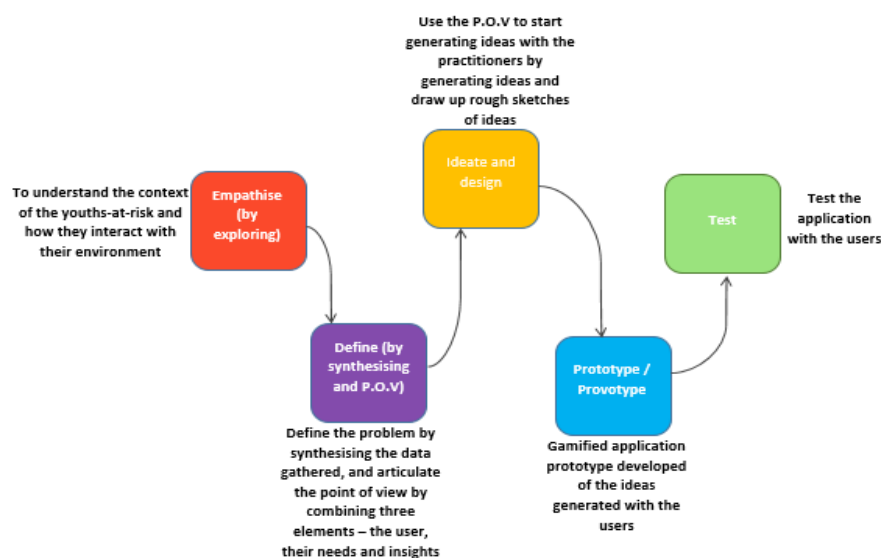 To understand the context
of the youths-at-risk and
how they interact with
their environment
Empathise
(by
exploring)
Define (by
synthesising
and P.O.V)
Define the problem by
synthesising the data
gathered, and articulate
the point of view by
combining three
elements – the user,
their needs and insights
Use the P.O.V to start
generating ideas with the
practitioners by
generating ideas and
draw up rough sketches
of ideas
Ideate and
design
Prototype /
Provotype
Gamified application
prototype developed
of the ideas
generated with the
users
Test
Test the
application
with the users